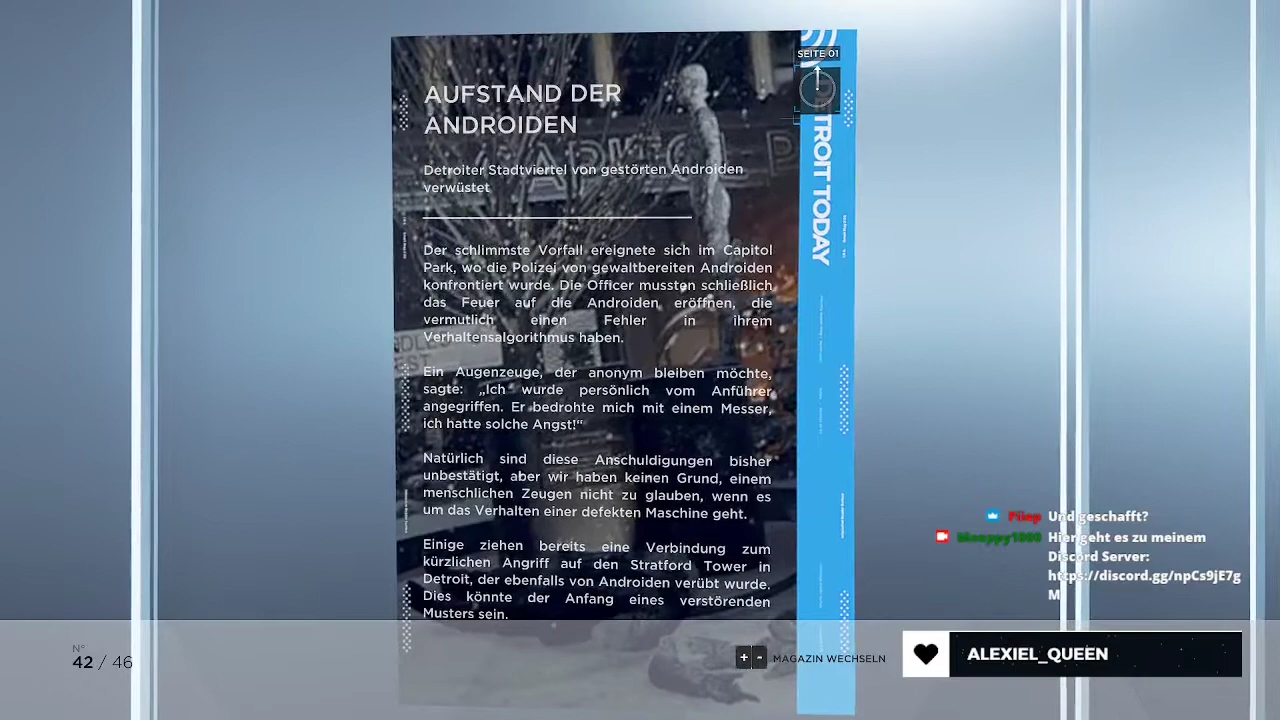 SEITE 01
AUFSTAND DER
ANDROIDEN
Detroiter Stadtviertel von gestörten Androiden
verwüstet
Der schlimmste Vorfall ereignete sich im Capitol
Park, wo die Polizei von gewaltbereiten Androiden
konfrontiert wurde. Die Officer mussten schließlich
das Feuer auf die Androiden eröffnen, die
vermutlich einen Fehler in ihrem
Verhaltensalgorithmus haben.
Ein Augenzeuge, der anonym bleiben möchte,
sagte: „Ich wurde persönlich vom Anführer
angegriffen. Er bedrohte mich mit einem Messer,
ich hatte solche Angst!“
Natürlich sind diese Anschuldigungen bisher
unbestätigt, aber wir haben keinen Grund, einem
menschlichen Zeugen nicht zu glauben, wenn es
um das Verhalten einer defekten Maschine geht.
Einige ziehen bereits eine Verbindung zum
kürzlichen Angriff auf den Stratford Tower in
Detroit, der ebenfalls von Androiden verübt wurde.
Dies könnte der Anfang eines verstörenden
Musters sein.
TROIT TODAY
Und geschafft?
Hier geht es zu meinem
Discord Server:
https://discord.gg/npCs9jE7g
M
N°
42 / 46
+ - MAGAZIN WECHSELN
ALEXIEL_QUEEN